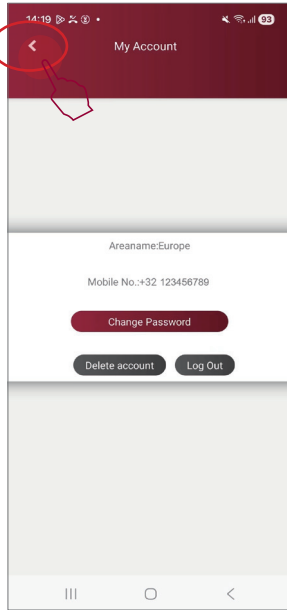 14:19 93
My Account
Areaname:Europe
Mobile No.:+32 123456789
Change Password
Delete account Log Out